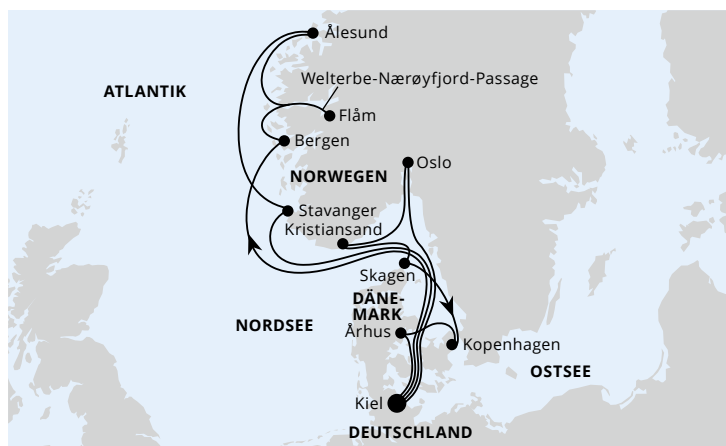 Ålesund
Welterbe-Nærøyfjord-Passage
ATLANTIK
Flåm
Bergen
Oslo
NORWEGEN
Stavanger
Kristiansand
Skagen
DÄNE-
MARK
NORDSEE
Århus
Kopenhagen
OSTSEE
Kiel
DEUTSCHLAND